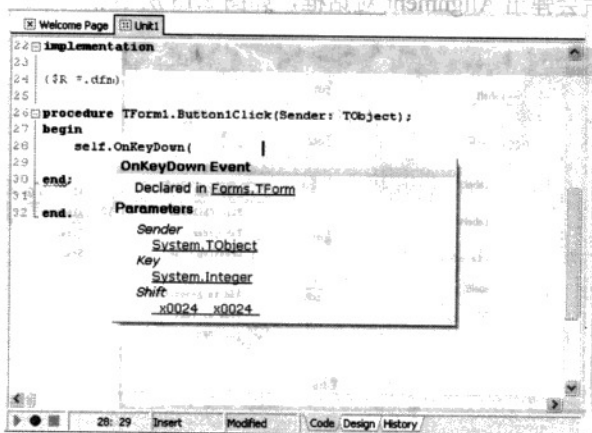 Welcome Page Unit1
22 implementation
23
24 {$R *.dfm}
25
26 procedure TForm1.Button1Click(Sender: TObject);
27 begin
28 self.OnKeyDown(
29
30 end;
31
32 end.
OnKeyDown Event
Declared in Forms.TForm
Parameters
Sender
System.TObject
Key
System.Integer
Shift
x0024 x0024
28: 29 Insert Modified Code Design History